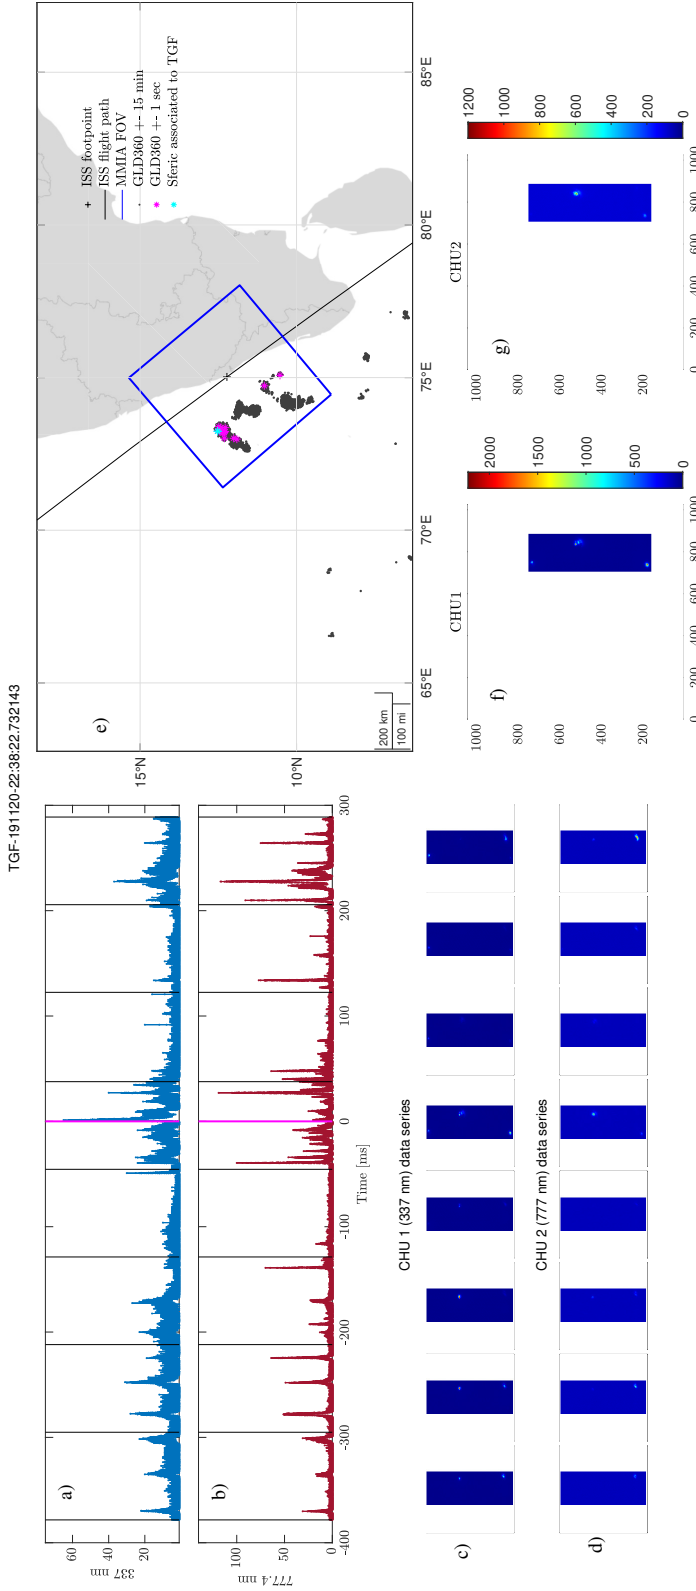 TGF-191120-22:38:22.732143
a)
60
40
20
337 nm
b)
100
50
0
777.4 nm
-400
-300
-200
-100
0
100
200
300
Time [ms]
CHU 1 (337 nm) data series
c)
CHU 2 (777 nm) data series
d)
e)
+ ISS footpoint
ISS flight path
MMIA FOV
GLD360 +- 15 min
GLD360 +- 1 sec
Sferic associated to TGF
15°N
10°N
200 km
100 mi
65°E
70°E
75°E
80°E
85°E
CHU1
f)
1000
800
600
400
200
0
200
400
600
800
1000
2000
1500
1000
500
0
CHU2
g)
1000
800
600
400
200
0
200
400
600
800
1000
1200
1000
800
600
400
200
0